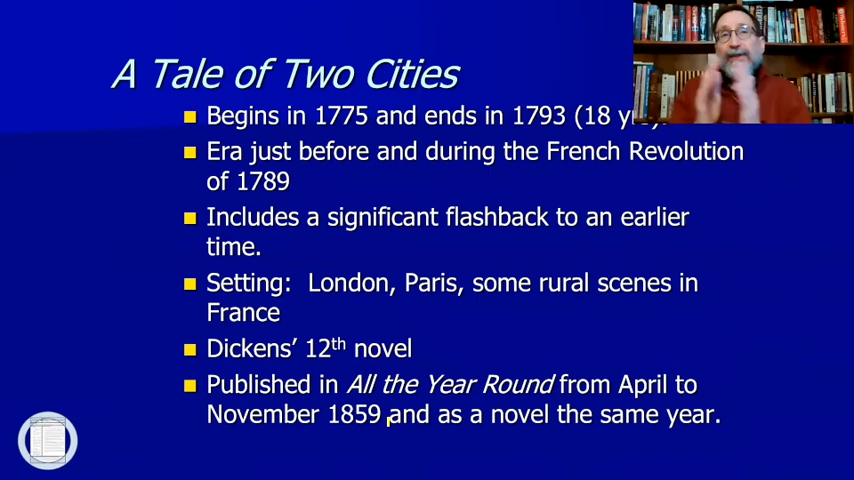 A Tale of Two Cities
Begins in 1775 and ends in 1793 (18
Era just before and during the French Revolution
of 1789
Includes a significant flashback to an earlier
time.
Setting: London, Paris, some rural scenes in
France
Dickens’ 12th novel
Published in All the Year Round from April to
November 1859 and as a novel the same year.